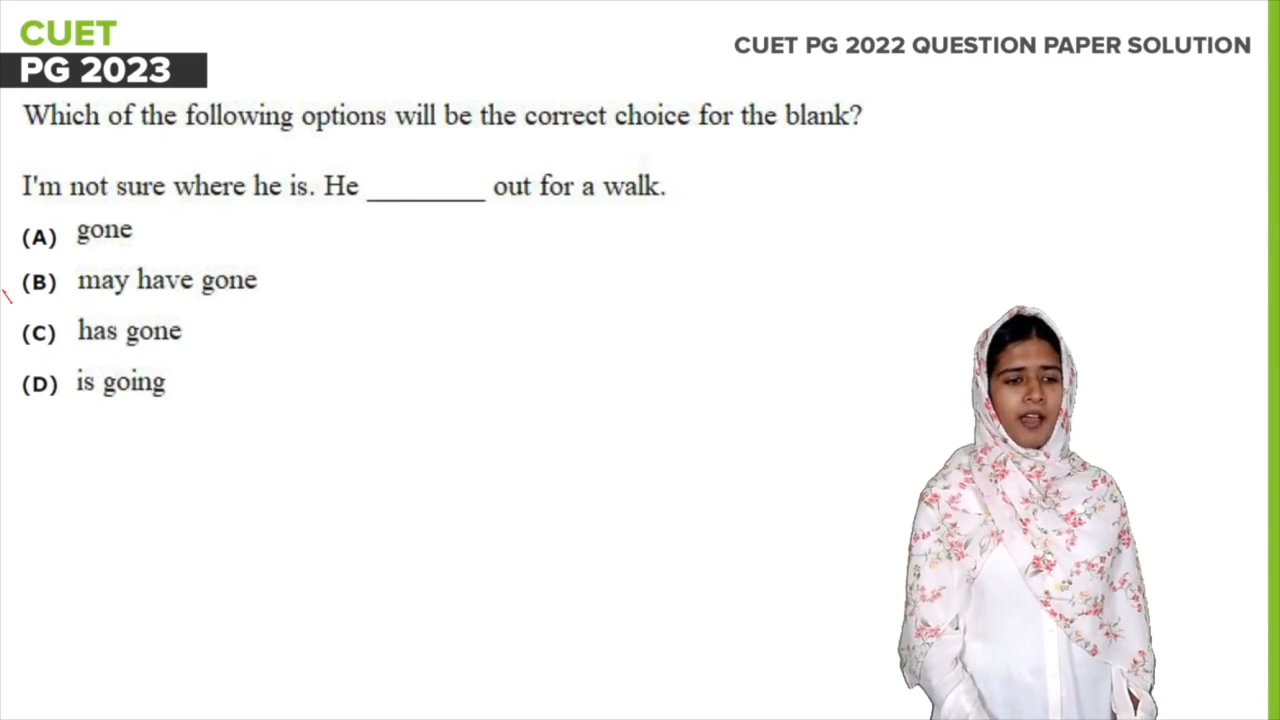 CUET
PG 2023
CUET PG 2022 QUESTION PAPER SOLUTION
Which of the following options will be the correct choice for the blank?
I'm not sure where he is. He ________ out for a walk.
(A) gone
(B) may have gone
(C) has gone
(D) is going